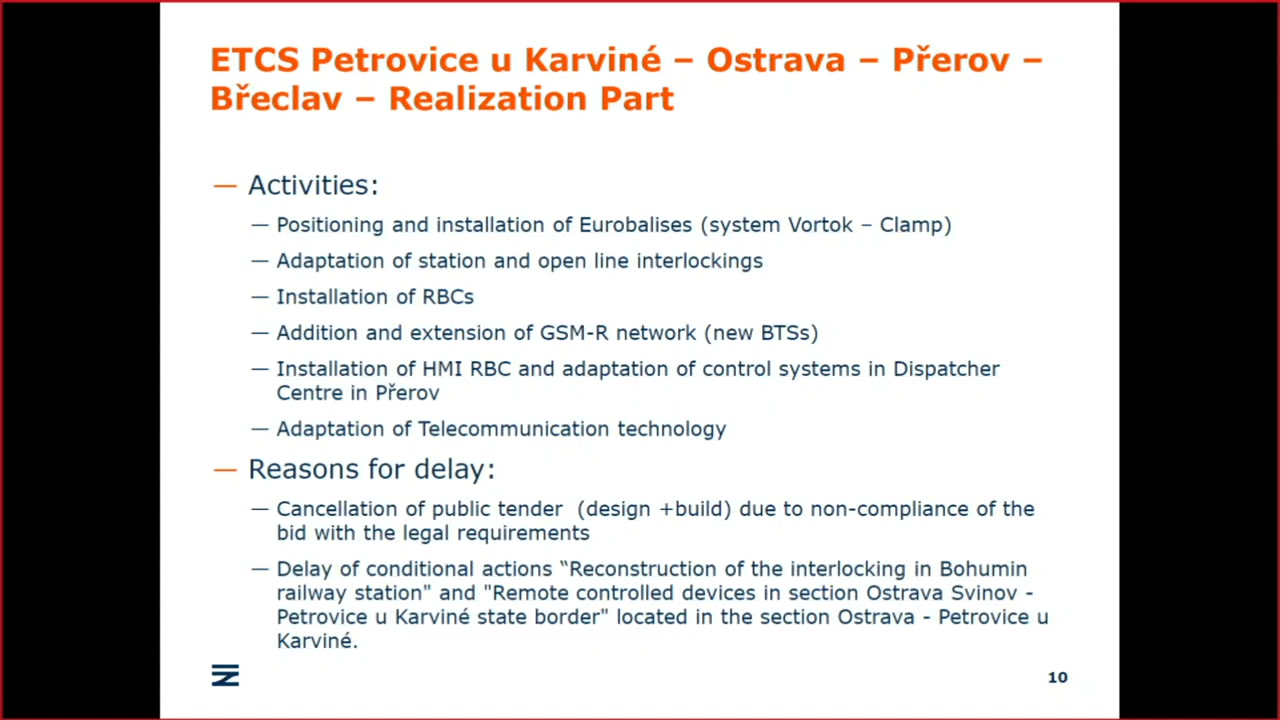 ETCS Petrovice u Karviné – Ostrava – Přerov –
Břeclav – Realization Part
— Activities:
— Positioning and installation of Eurobalises (system Vortok – Clamp)
— Adaptation of station and open line interlockings
— Installation of RBCs
— Addition and extension of GSM-R network (new BTSs)
— Installation of HMI RBC and adaptation of control systems in Dispatcher
Centre in Přerov
— Adaptation of Telecommunication technology
— Reasons for delay:
— Cancellation of public tender  (design +build) due to non-compliance of the
bid with the legal requirements
— Delay of conditional actions “Reconstruction of the interlocking in Bohumin
railway station" and "Remote controlled devices in section Ostrava Svinov -
Petrovice u Karviné state border" located in the section Ostrava - Petrovice u
Karviné.
10